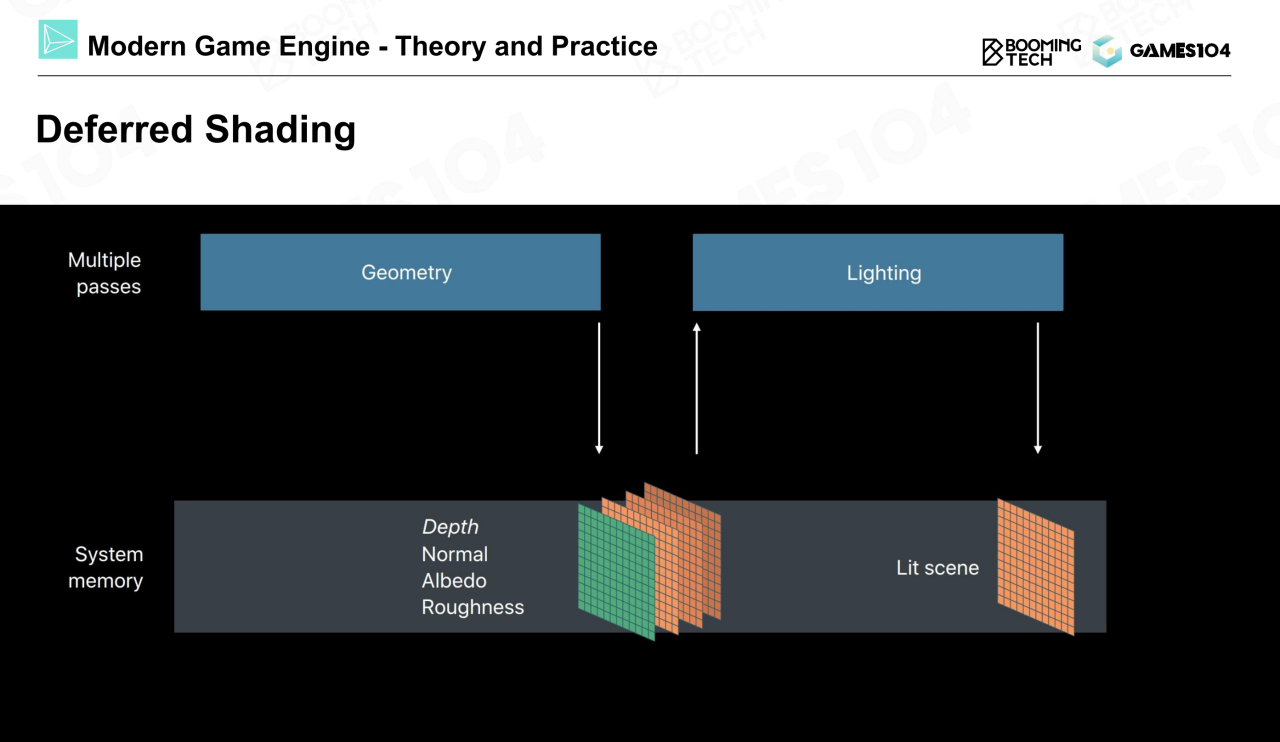 Modern Game Engine - Theory and Practice
BOOMING
TECH
GAMES104
Deferred Shading
Multiple
passes
Geometry
Lighting
System
memory
Depth
Normal
Albedo
Roughness
Lit scene